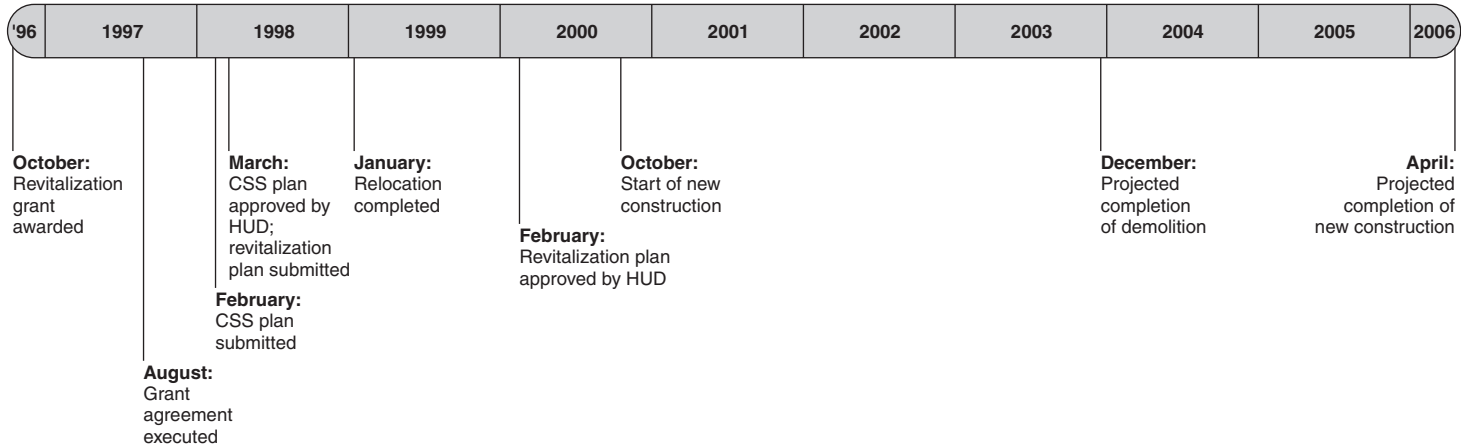 '96 1997 1998 1999 2000 2001 2002 2003 2004 2005 2006
October:
Revitalization
grant
awarded
August:
Grant
agreement
executed
February:
CSS plan
submitted
March:
CSS plan
approved by
HUD;
revitalization
plan submitted
January:
Relocation
completed
February:
Revitalization plan
approved by HUD
October:
Start of new
construction
December:
Projected
completion
of demolition
April:
Projected
completion of
new construction